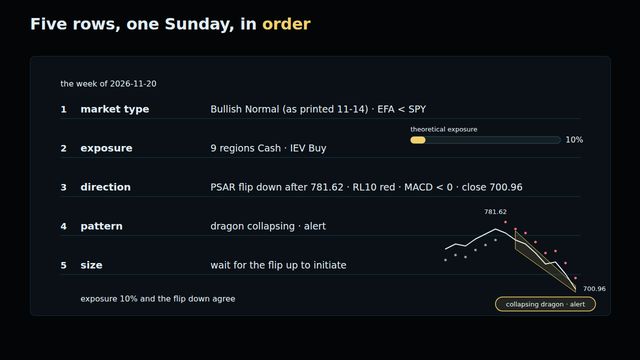 Five rows, one Sunday, in order
the week of 2026-11-20
1 market type Bullish Normal (as printed 11-14) · EFA < SPY
theoretical exposure
10%
2 exposure 9 regions Cash · IEV Buy
3 direction PSAR flip down after 781.62 · RL10 red · MACD < 0 · close 700.96
781.62
4 pattern dragon collapsing · alert
5 size wait for the flip up to initiate
700.96
exposure 10% and the flip down agree
collapsing dragon · alert